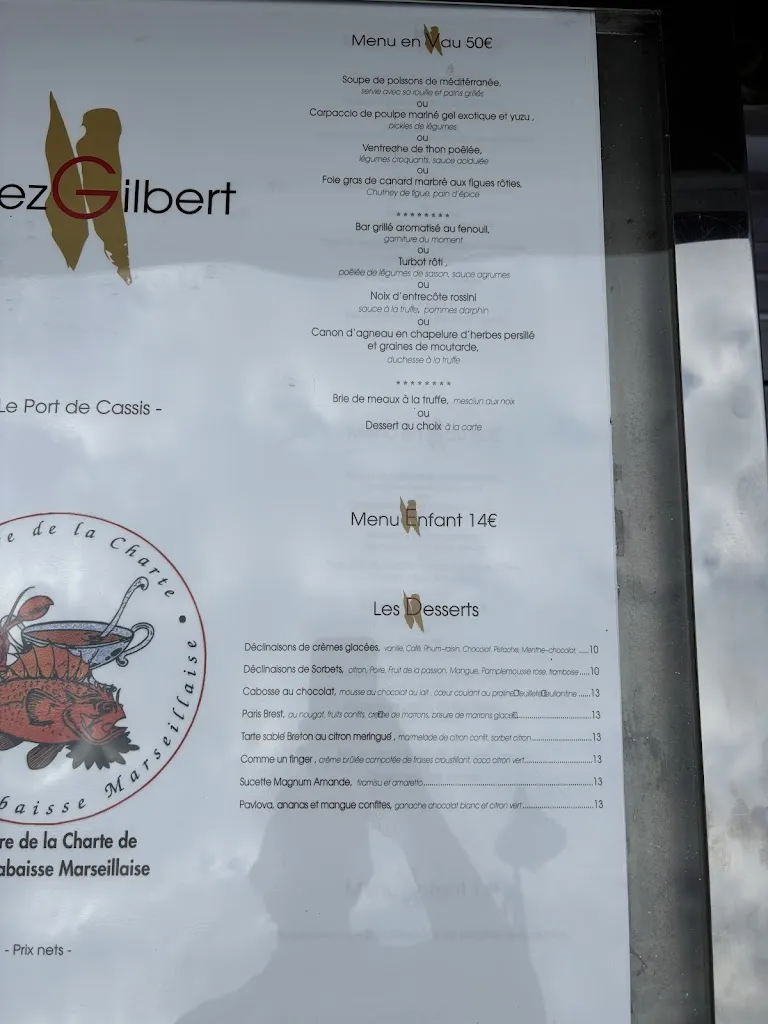 ez Gilbert
Le Port de Cassis -
e de la Charte •
baisse Marseillaise
re de la Charte de
abaisse Marseillaise
- Prix nets -
Menu en Vau 50€
Soupe de poissons de méditérranée,
servie avec sa rouille et pains grillés
ou
Carpaccio de poulpe mariné gel exotique et yuzu ,
pickles de légumes
ou
Ventreche de thon poêlée,
légumes croquants, sauce acidulée
ou
Foie gras de canard marbré aux figues rôties,
Chutney de figue, pain d'épice
********
Bar grillé aromatisé au fenouil,
garniture du moment
ou
Turbot rôti ,
poêlée de légumes de saison, sauce agrumes
ou
Noix d'entrecôte rossini
sauce à la truffe, pommes darphin
ou
Canon d'agneau en chapelure d'herbes persillé
et graines de moutarde,
duchesse à la truffe
********
Brie de meaux à la truffe, mesclun aux noix
ou
Dessert au choix à la carte
Menu Enfant 14€
Les Desserts
Déclinaisons de crèmes glacées, vanille, Café, Rhum-raisin, Chocolat, Pistache, Menthe-chocolat .....10
Déclinaisons de Sorbets, citron, Poire, Fruit de la passion, Mangue, Pamplemousse rose, framboise.....10
Cabosse au chocolat, mousse au chocolat au lait , cœur coulant au praliné......13
Paris Brest, au nougat, fruits confits, crème de marrons, brisure de marrons glacés..........................13
Tarte sablé Breton au citron meringué , marmelade de citron confit, sorbet citron.....................13
Comme un finger , crème brûlée compotée de fraises croustillant, coco citron vert.......................13
Sucette Magnum Amande, tiramisu et amaretto.......................................................13
Pavlova, ananas et mangue confites, ganache chocolat blanc et citron vert........................13